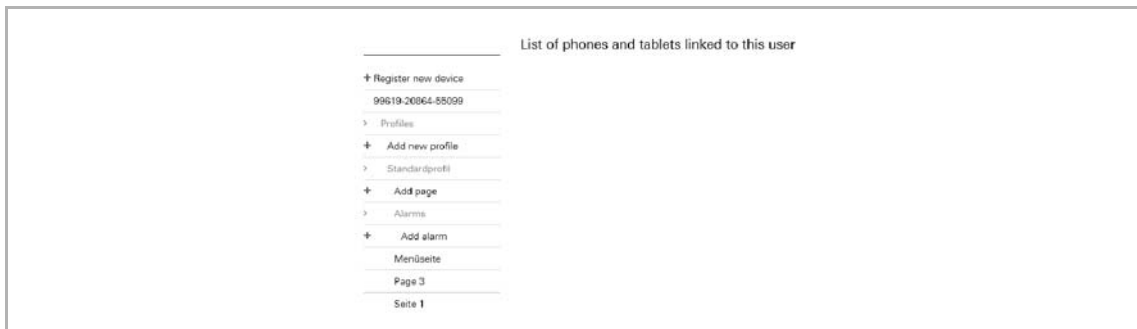 List of phones and tablets linked to this user
+ Register new device
99619-20864-55099
> Profiles
+ Add new profile
> Standardprofil
+ Add page
> Alarms
+ Add alarm
Menüseite
Page 3
Seite 1